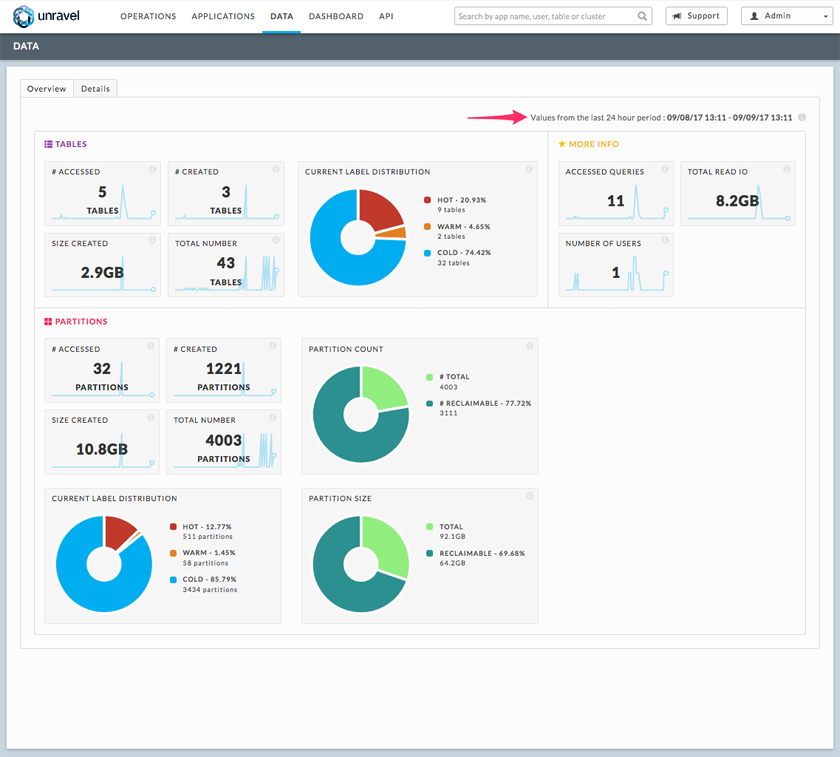 unravel
OPERATIONS APPLICATIONS DATA DASHBOARD API
Search by app name, user, table or cluster
Support
Admin
DATA
Overview
Details
Values from the last 24 hour period : 09/08/17 13:11 - 09/09/17 13:11
TABLES
# ACCESSED
5
TABLES
# CREATED
3
TABLES
SIZE CREATED
2.9GB
TOTAL NUMBER
43
TABLES
CURRENT LABEL DISTRIBUTION
HOT - 20.93%
9 tables
WARM - 4.65%
2 tables
COLD - 74.42%
32 tables
MORE INFO
ACCESSED QUERIES
11
TOTAL READ IO
8.2GB
NUMBER OF USERS
1
PARTITIONS
# ACCESSED
32
PARTITIONS
# CREATED
1221
PARTITIONS
SIZE CREATED
10.8GB
TOTAL NUMBER
4003
PARTITIONS
PARTITION COUNT
# TOTAL
4003
# RECLAIMABLE - 77.72%
3111
CURRENT LABEL DISTRIBUTION
HOT - 12.77%
511 partitions
WARM - 1.45%
58 partitions
COLD - 85.79%
3434 partitions
PARTITION SIZE
TOTAL
92.1GB
RECLAIMABLE - 69.68%
64.2GB